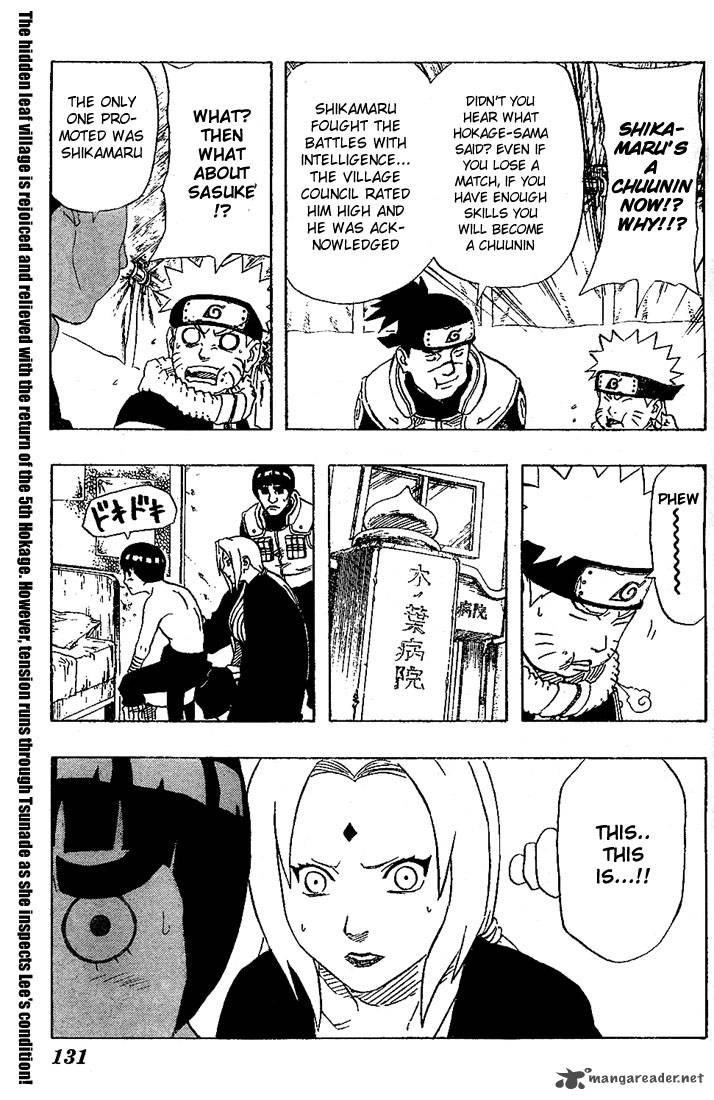 The hidden leaf village is rejoiced and relieved with the return of the 5th Hokage. However, tension runs through Tsunade as she inspects Lee's condition!
SHIKA-
MARU'S
A
CHUUNIN
NOW!?
WHY!!?
DIDN'T YOU
HEAR WHAT
HOKAGE-SAMA
SAID? EVEN IF
YOU LOSE A
MATCH, IF YOU
HAVE ENOUGH
SKILLS YOU
WILL BECOME
A CHUUNIN
SHIKAMARU
FOUGHT THE
BATTLES WITH
INTELLIGENCE...
THE VILLAGE
COUNCIL RATED
HIM HIGH AND
HE WAS ACK-
NOWLEDGED
WHAT?
THEN
WHAT
ABOUT
SASUKE
!?
THE ONLY
ONE PRO-
MOTED WAS
SHIKAMARU
PHEW
木ノ葉病院
病院
ドキドキ
THIS..
THIS
IS...!!
131
mangareader.net